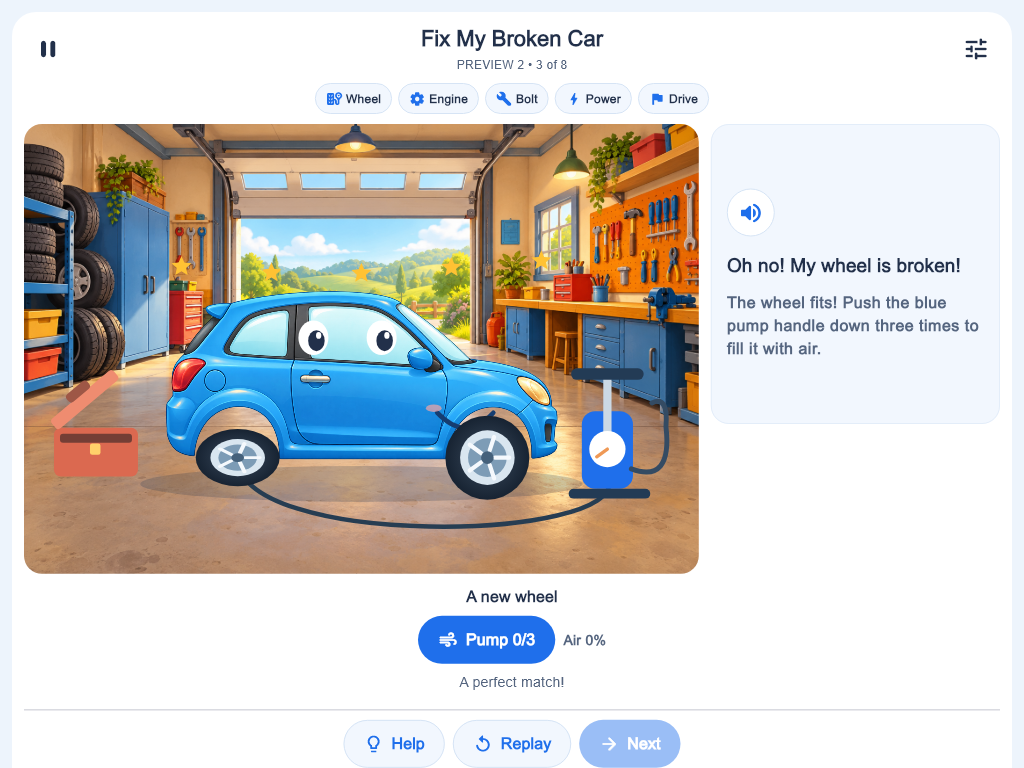 Fix My Broken Car
PREVIEW 2 • 3 of 8
Wheel
Engine
Bolt
Power
Drive
Oh no! My wheel is broken!
The wheel fits! Push the blue
pump handle down three times to
fill it with air.
A new wheel
Pump 0/3
Air 0%
A perfect match!
Help
Replay
Next